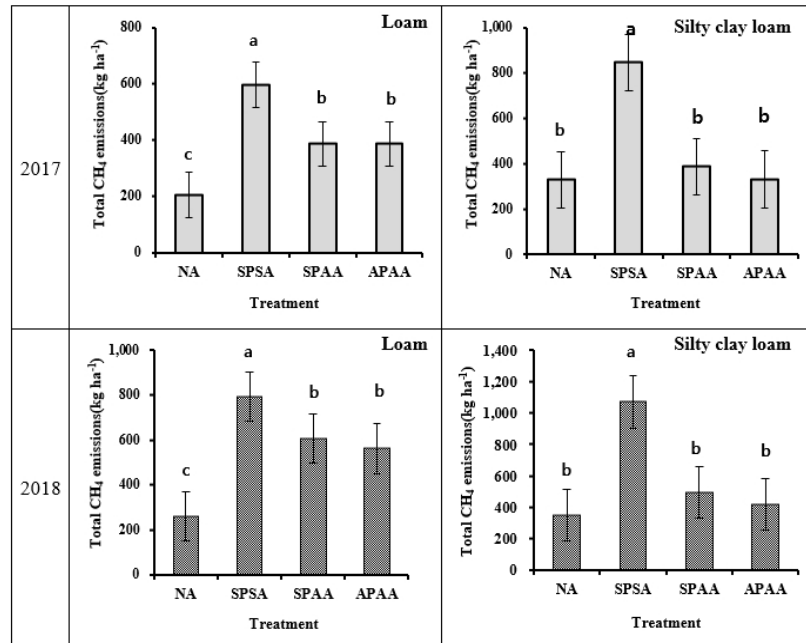 2017
Loam
Total CH4 emissions(kg ha-1)
800
600
400
200
0
c
a
b
b
NA SPSA SPAA APAA
Treatment
Silty clay loam
Total CH4 emissions(kg ha-1)
1,000
800
600
400
200
0
b
a
b
b
NA SPSA SPAA APAA
Treatment
2018
Loam
Total CH4 emissions(kg ha-1)
1,000
800
600
400
200
0
c
a
b
b
NA SPSA SPAA APAA
Treatment
Silty clay loam
Total CH4 emissions(kg ha-1)
1,400
1,200
1,000
800
600
400
200
0
b
a
b
b
NA SPSA SPAA APAA
Treatment